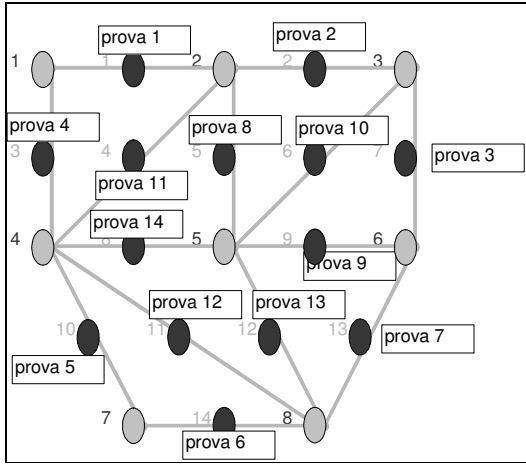 prova 1
prova 2
1 1 2 2 3
prova 4
prova 8
prova 10
3 4 5 6 7
prova 3
prova 11
prova 14
4 8 5 9 6
prova 9
prova 12
prova 13
10 11 12 13
prova 7
prova 5
7 14 8
prova 6